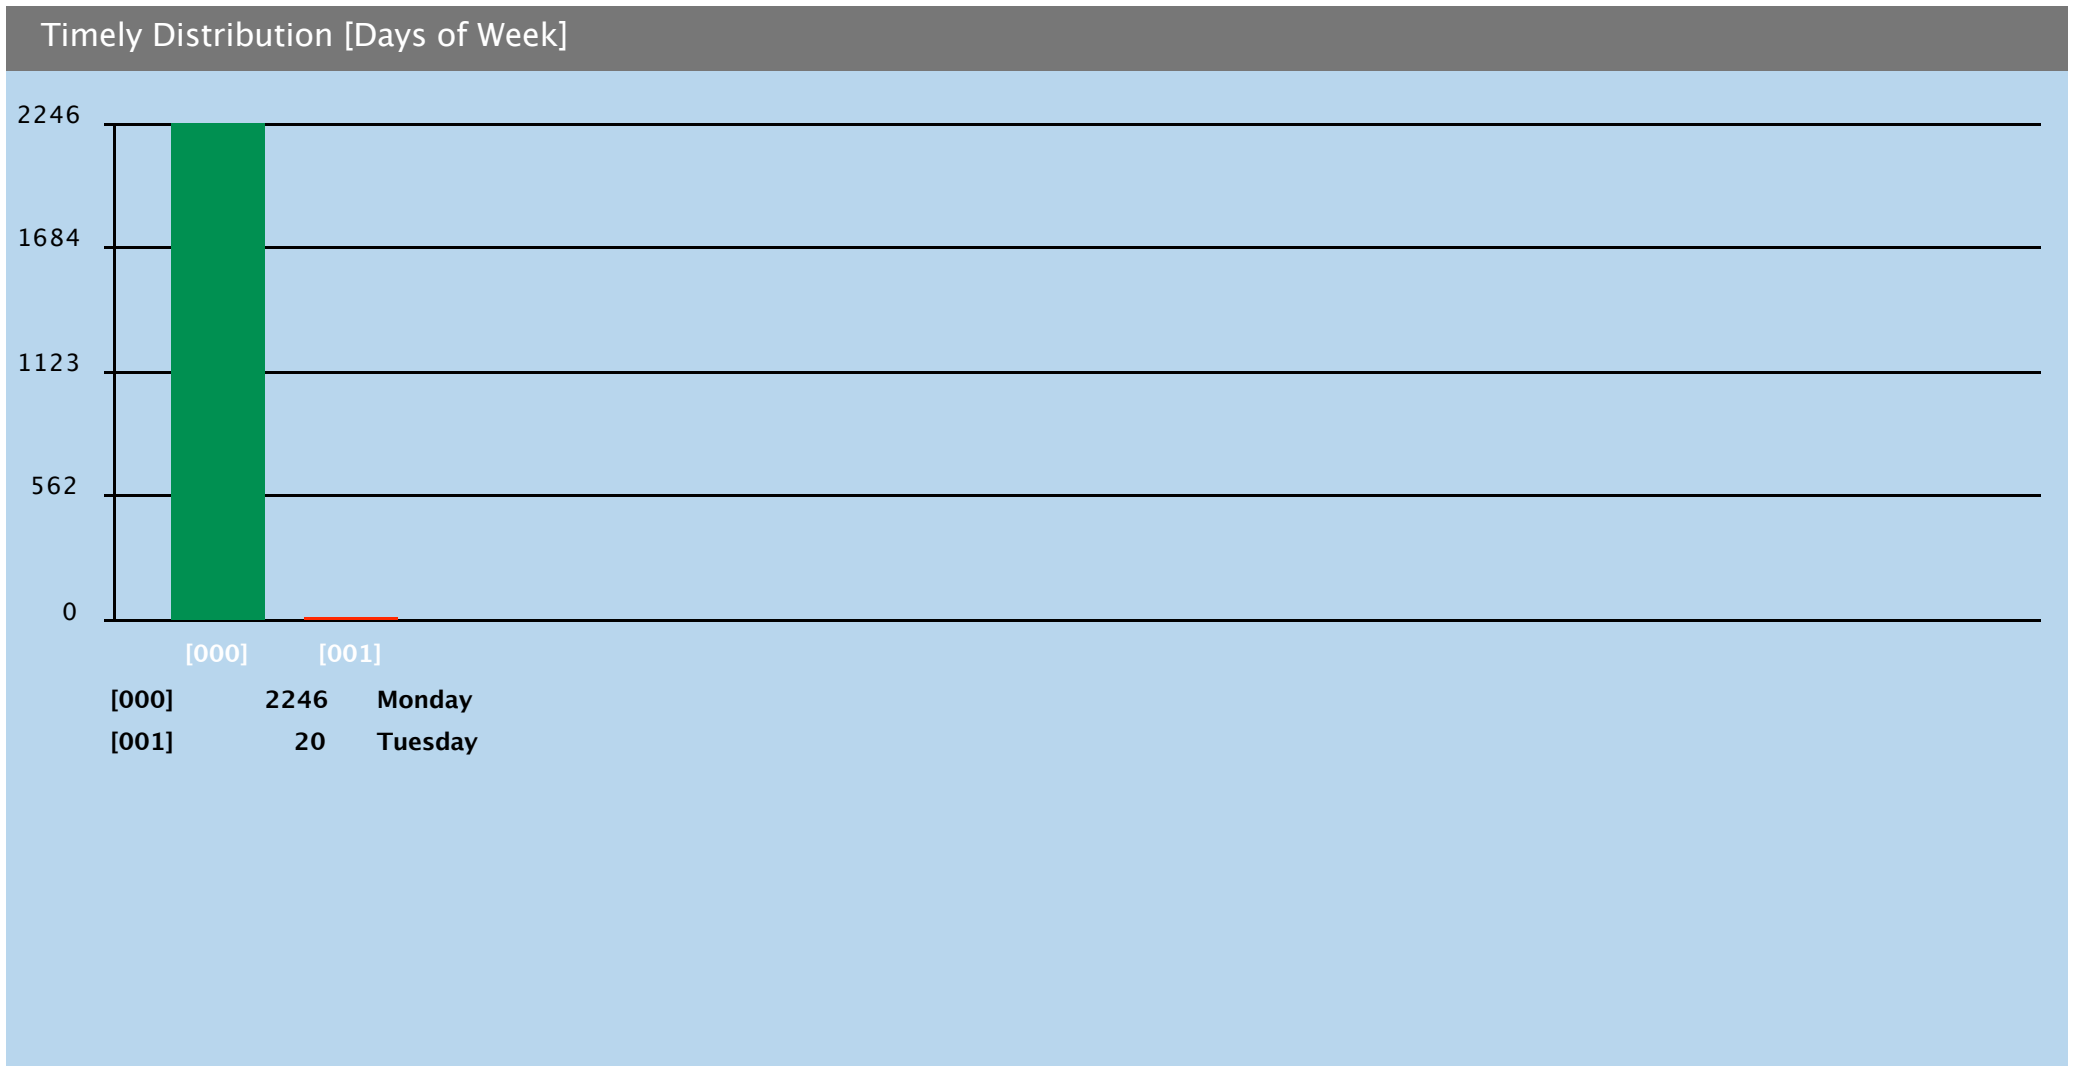 Timely Distribution [Days of Week]
2246
1684
1123
562
0
[000] [001]
[000] 2246 Monday
[001] 20 Tuesday